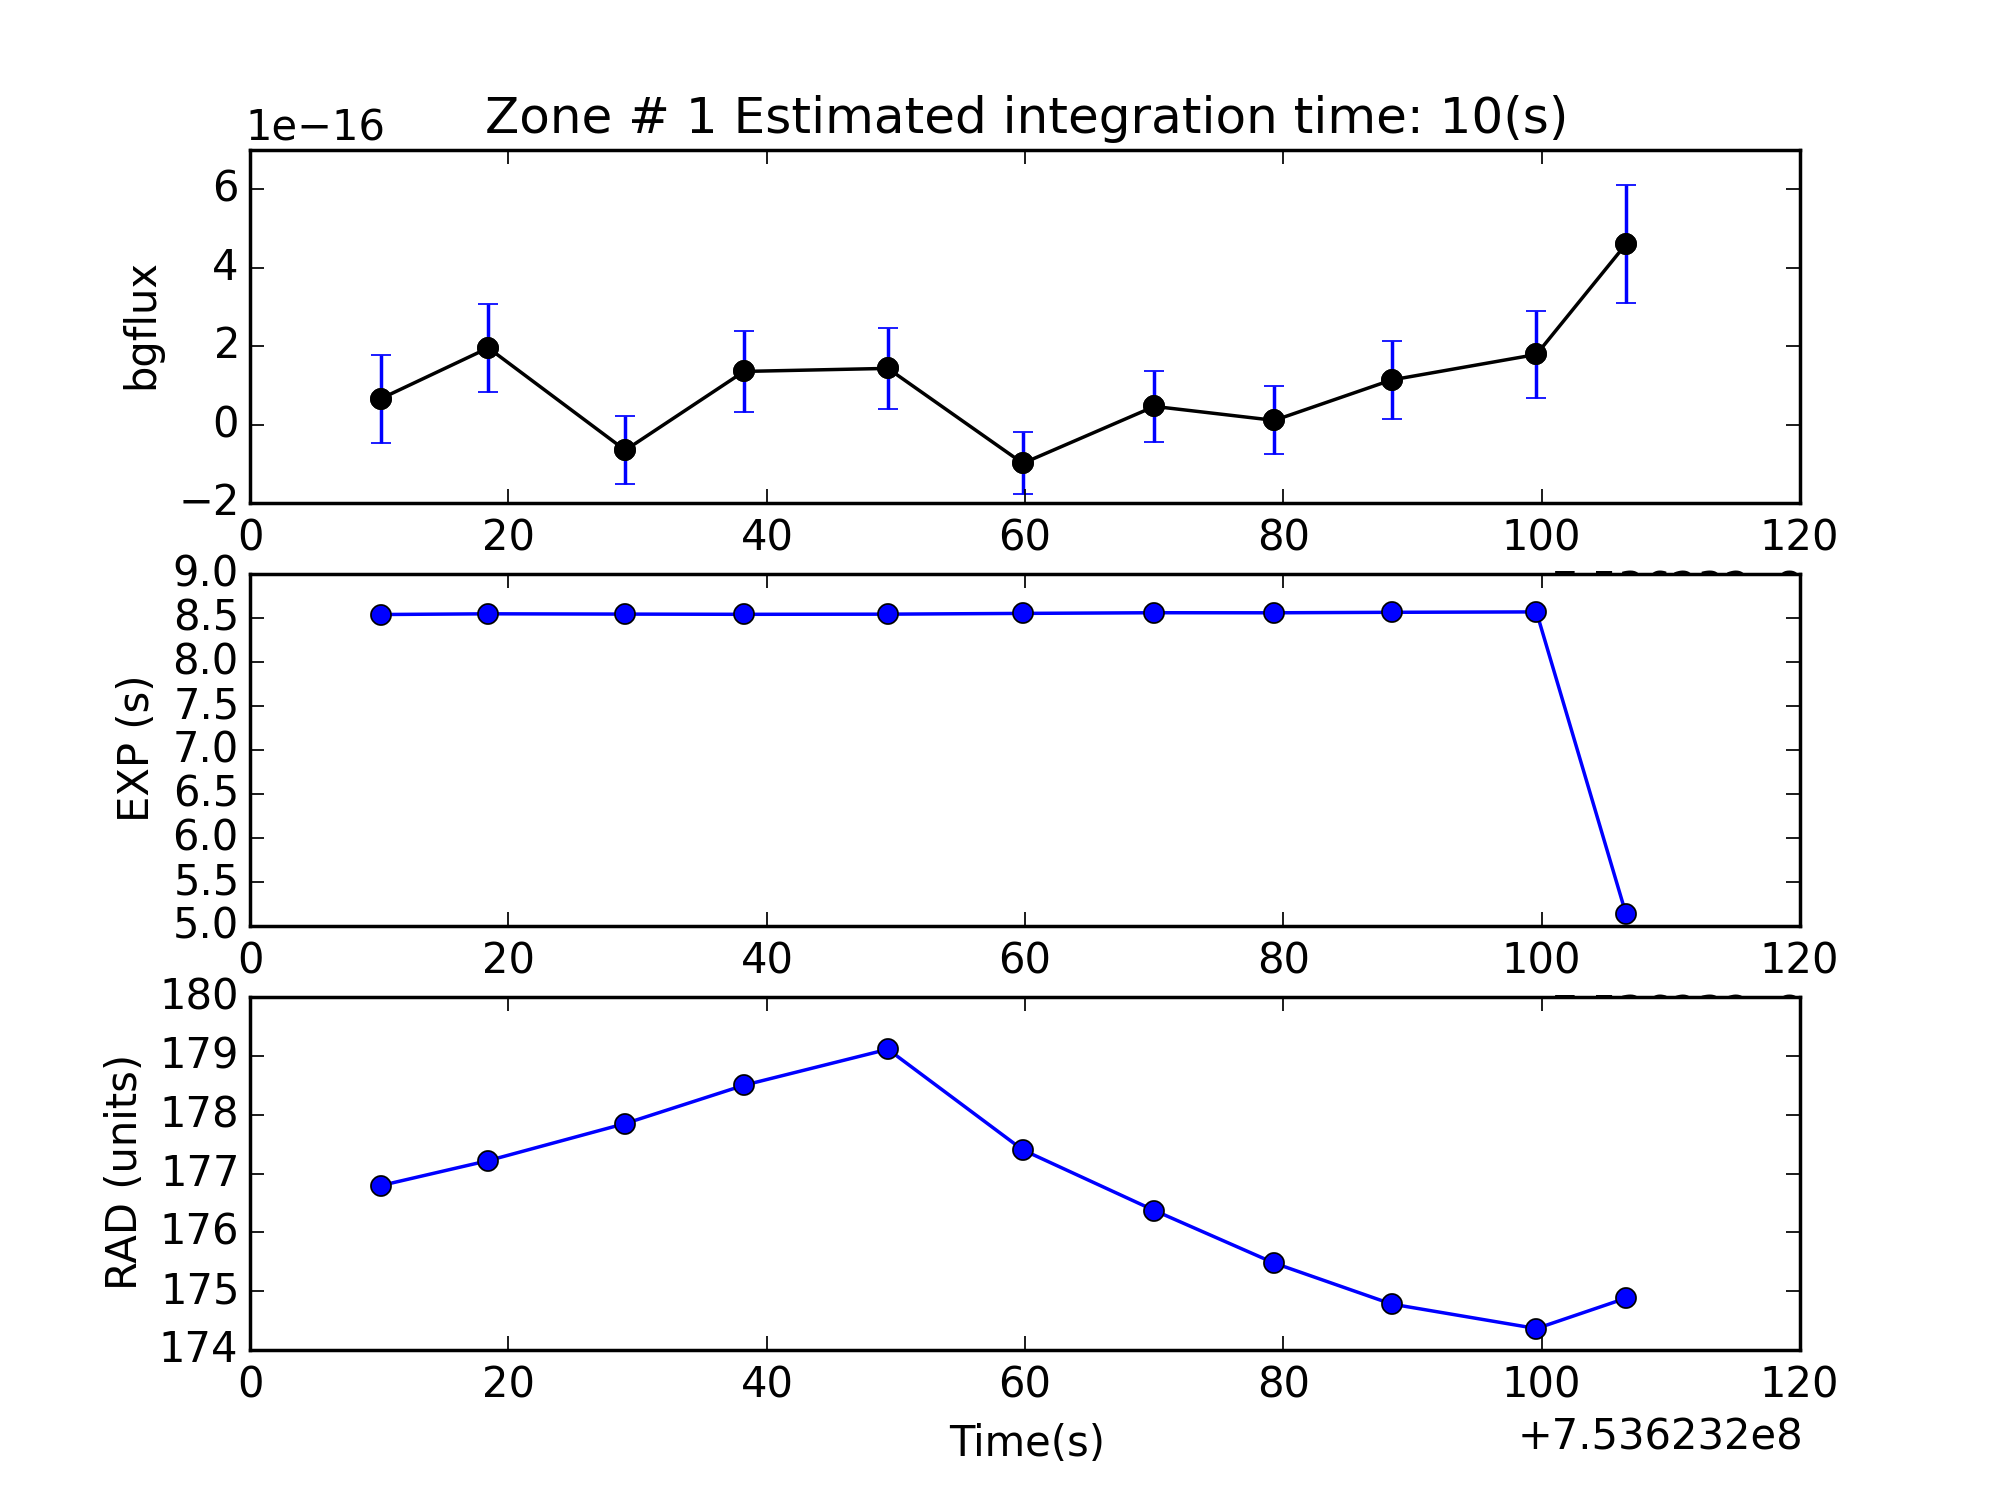 1e−16
Zone # 1 Estimated integration time: 10(s)
6
4
2
0
−2
bgflux
0 20 40 60 80 100 120
9.0
8.5
8.0
7.5
7.0
6.5
6.0
5.5
5.0
EXP (s)
0 20 40 60 80 100 120
180
179
178
177
176
175
174
RAD (units)
0 20 40 60 80 100 120
Time(s)
+7.536232e8